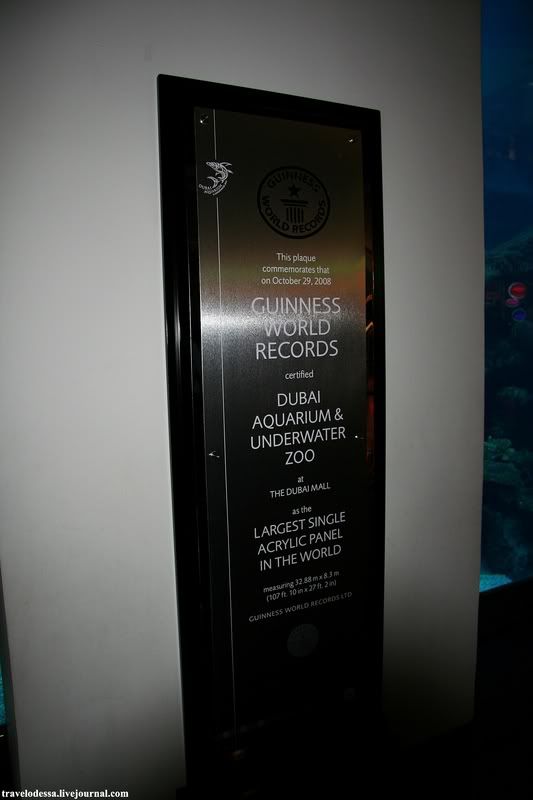 GUINNESS
WORLD RECORDS
This plaque
commemorates that
on October 29, 2008
GUINNESS
WORLD
RECORDS
certified
DUBAI
AQUARIUM &
UNDERWATER
ZOO
at
THE DUBAI MALL
as the
LARGEST SINGLE
ACRYLIC PANEL
IN THE WORLD
measuring 32.88 m x 8.3 m
(107 ft. 10 in x 27 ft. 2 in)
GUINNESS WORLD RECORDS LTD
travelodessa.livejournal.com